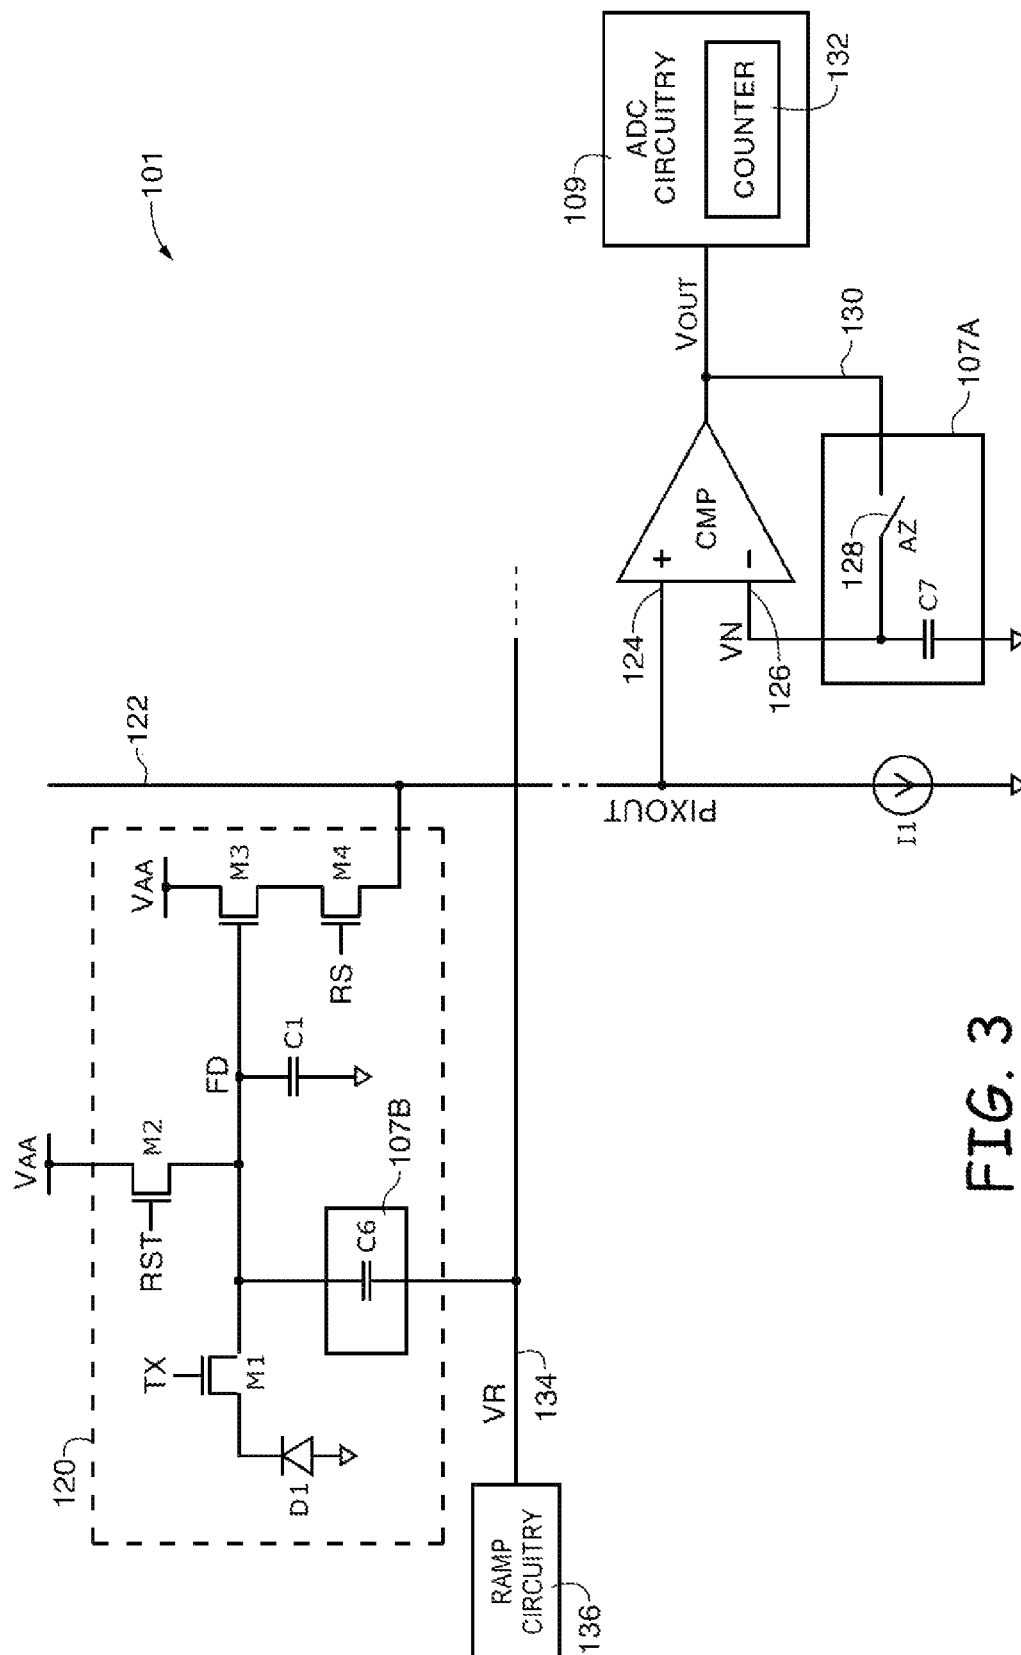 101
120
VAA
VAA
122
TX
RST
M2
FD
M3
M1
M4
D1
C6
107B
C1
RS
RAMP
CIRCUITRY
136
VR
134
PIXOUT
I1
124
VN
126
+
−
CMP
VOUT
109
ADC
CIRCUITRY
COUNTER
132
130
128
AZ
C7
107A
FIG. 3